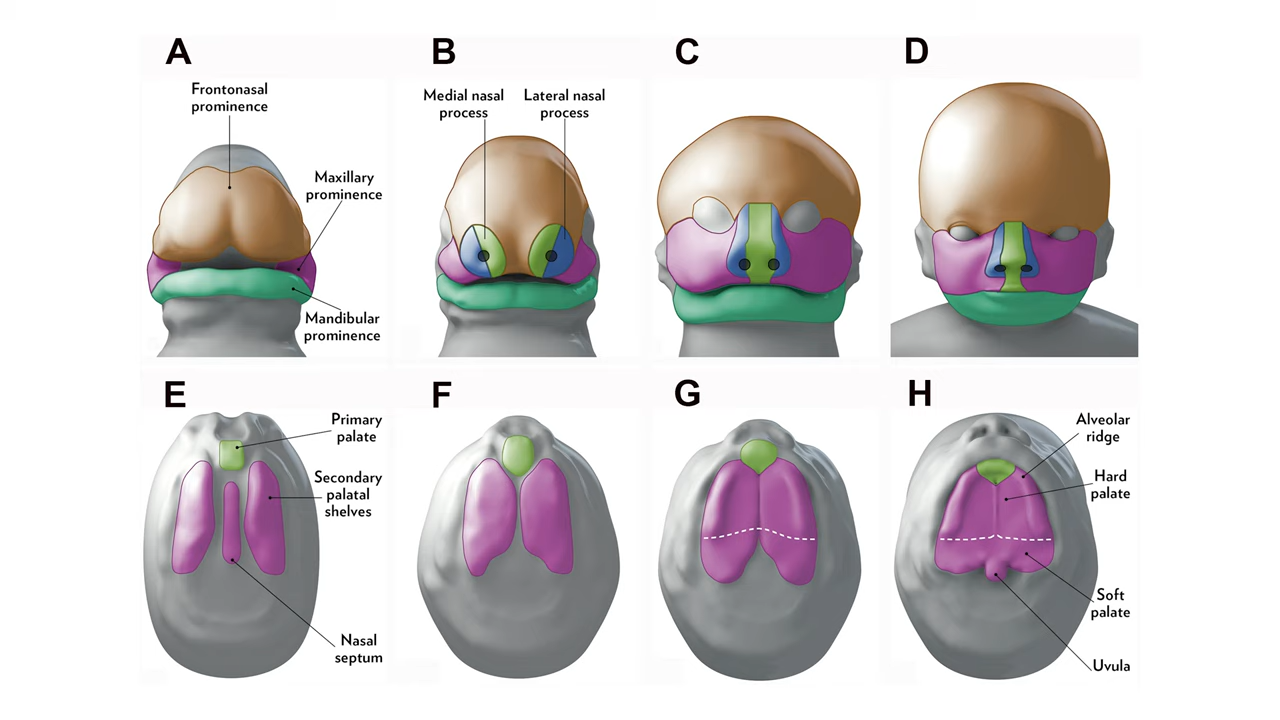 A
B
C
D
Frontonasal
prominence
Maxillary
prominence
Mandibular
prominence
Medial nasal
process
Lateral nasal
process
E
F
G
H
Primary
palate
Secondary
palatal
shelves
Nasal
septum
Alveolar
ridge
Hard
palate
Soft
palate
Uvula